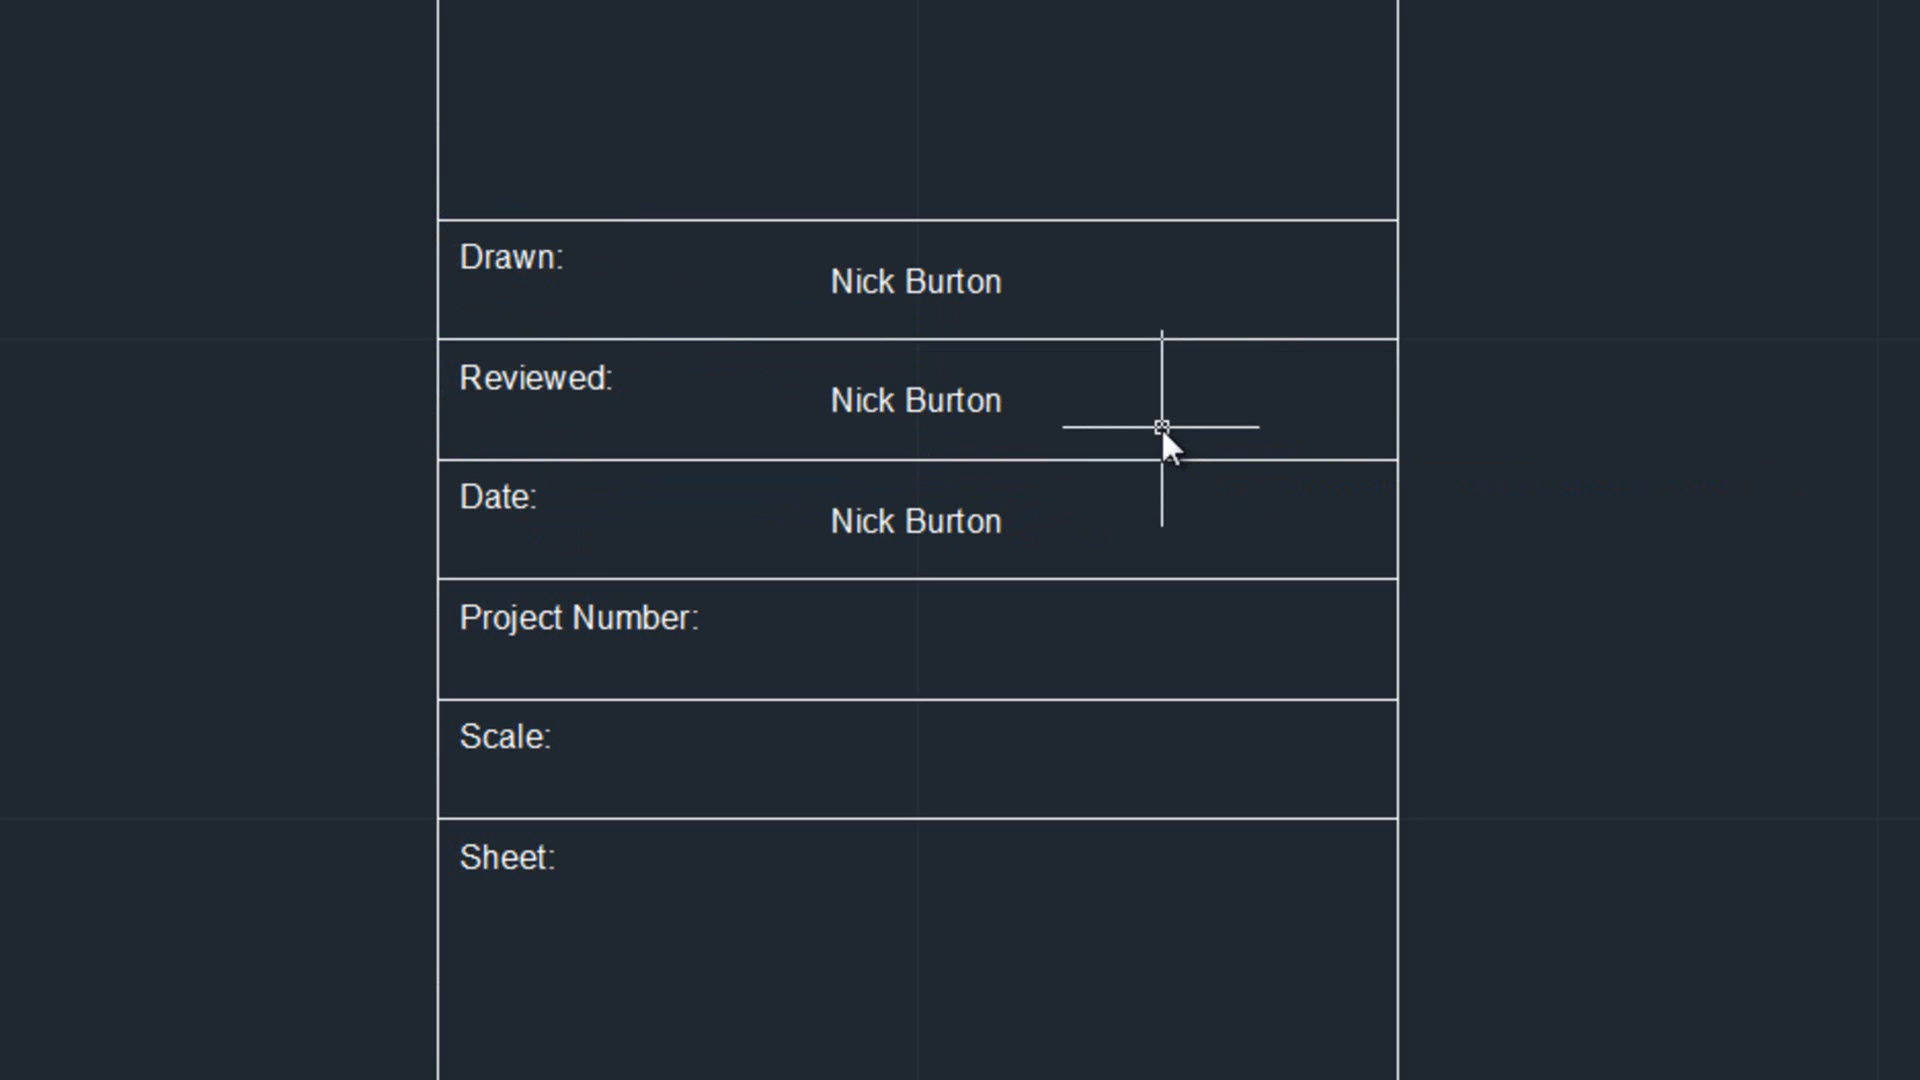 Drawn:
Nick Burton
Reviewed:
Nick Burton
Date:
Nick Burton
Project Number:
Scale:
Sheet: